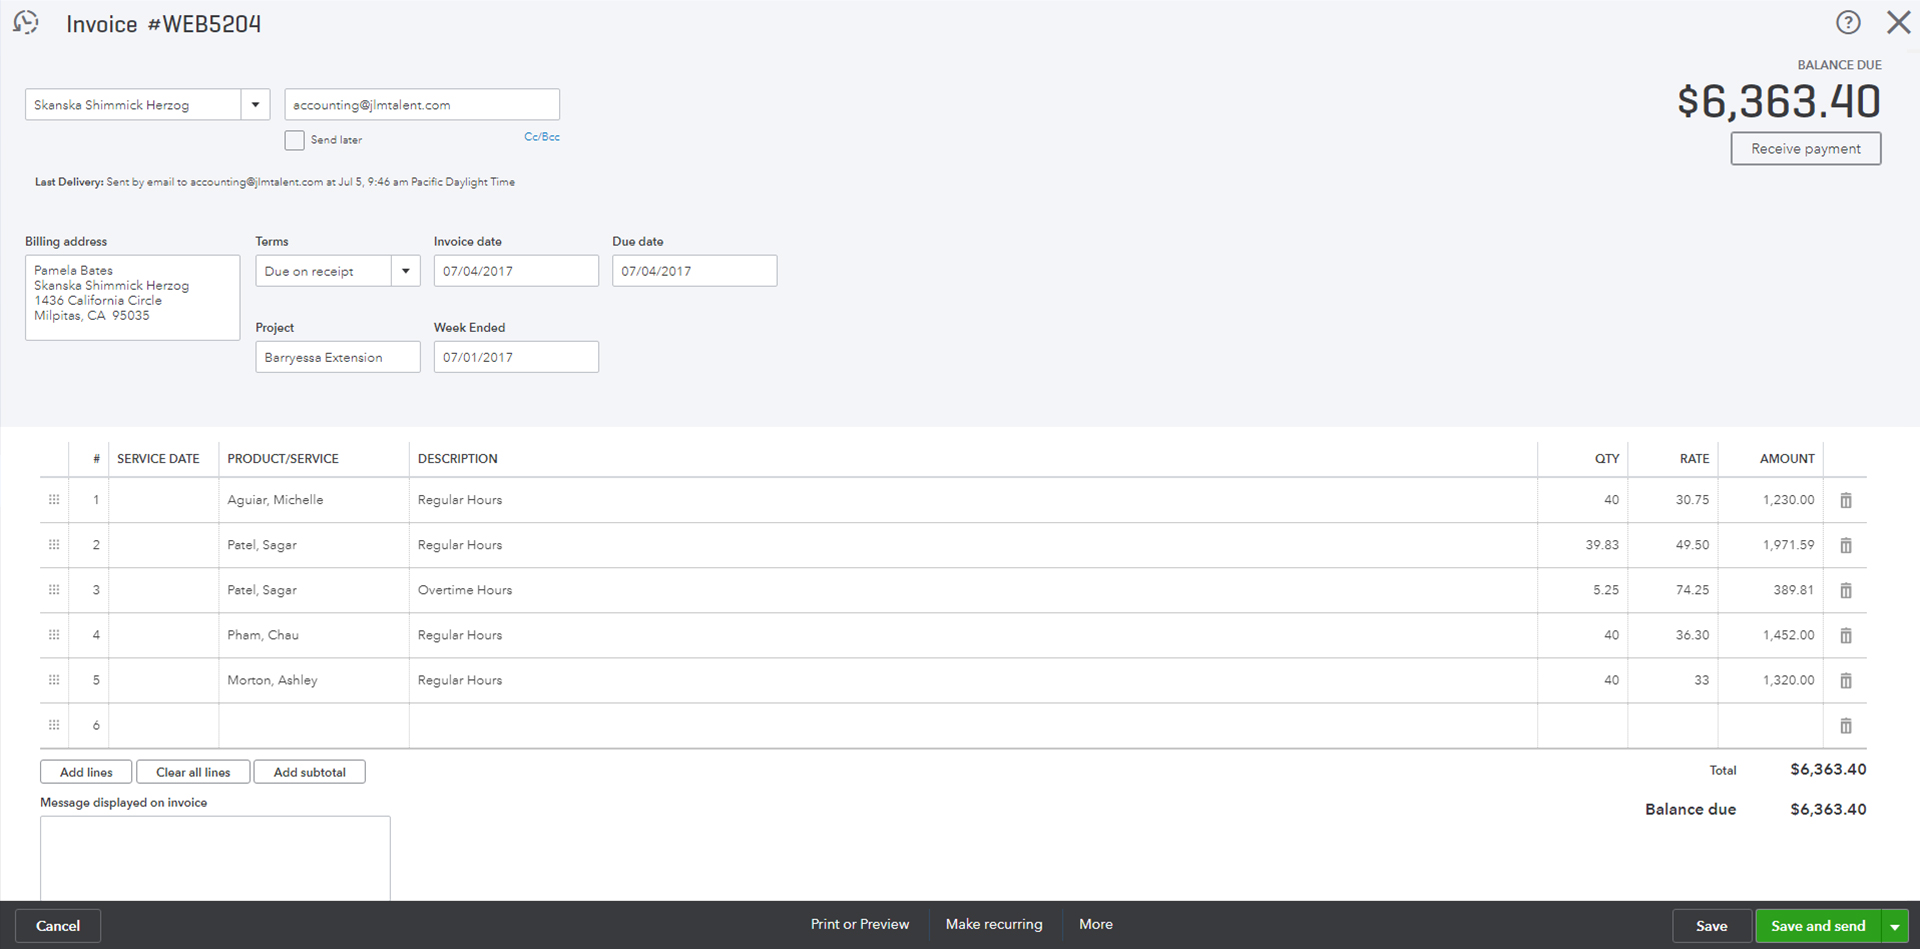 Invoice #WEB5204
?
BALANCE DUE
$6,363.40
Receive payment
Skanska Shimmick Herzog
accounting@jlmtalent.com
Send later
Cc/Bcc
Last Delivery: Sent by email to accounting@jlmtalent.com at Jul 5, 9:46 am Pacific Daylight Time
Billing address
Pamela Bates
Skanska Shimmick Herzog
1436 California Circle
Milpitas, CA 95035
Terms
Due on receipt
Invoice date
07/04/2017
Due date
07/04/2017
Project
Barryessa Extension
Week Ended
07/01/2017
# SERVICE DATE PRODUCT/SERVICE DESCRIPTION QTY RATE AMOUNT
1 Aguiar, Michelle Regular Hours 40 30.75 1,230.00
2 Patel, Sagar Regular Hours 39.83 49.50 1,971.59
3 Patel, Sagar Overtime Hours 5.25 74.25 389.81
4 Pham, Chau Regular Hours 40 36.30 1,452.00
5 Morton, Ashley Regular Hours 40 33 1,320.00
6
Add lines Clear all lines Add subtotal
Total $6,363.40
Message displayed on invoice
Balance due $6,363.40
Cancel Print or Preview Make recurring More Save Save and send